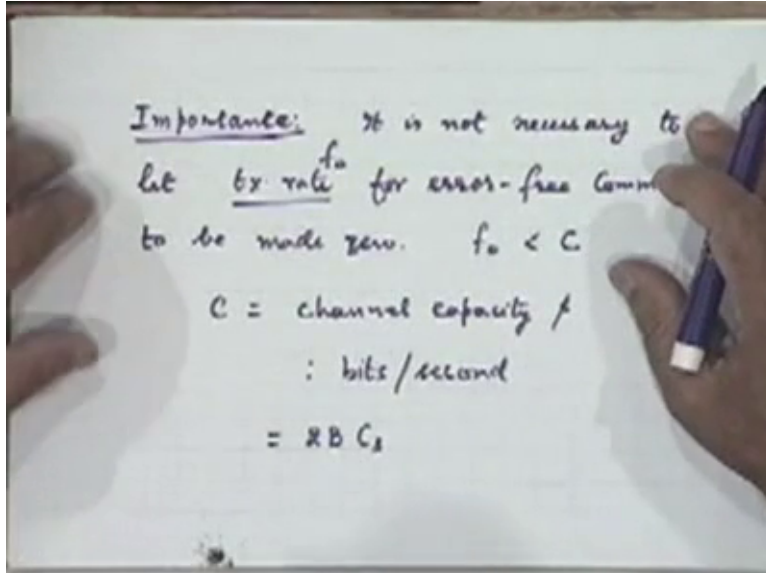 Importance: It is not necessary to
f₀
let tx. rate for error-free Comm
to be made zero. f₀ < C
C = channel capacity
: bits/second
= 2B Cₛ